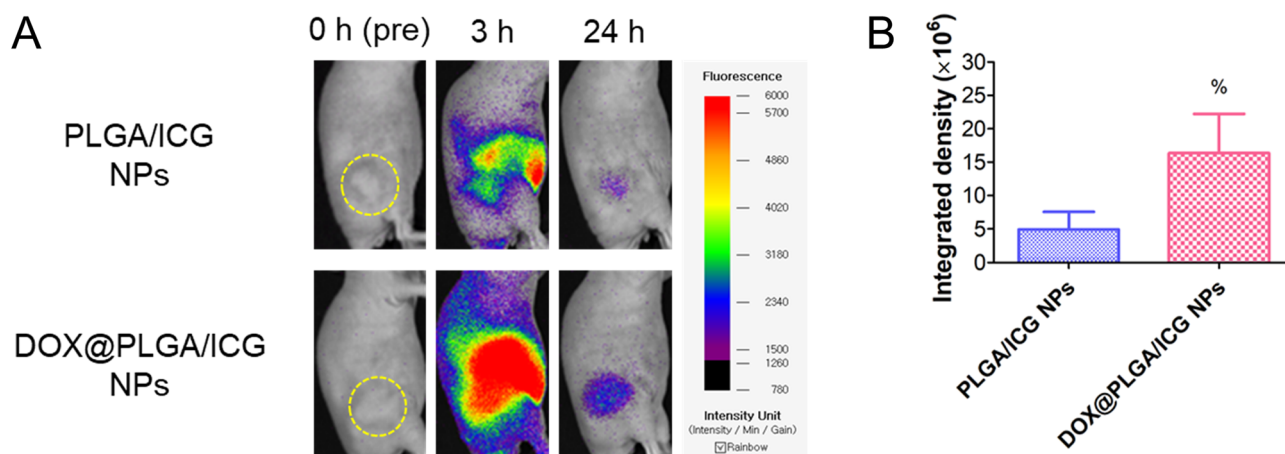 A
0 h (pre)
3 h
24 h
PLGA/ICG
NPs
DOX@PLGA/ICG
NPs
Fluorescence
6000
5700
4860
4020
3180
2340
1500
1260
780
Intensity Unit
(Intensity / Min / Gain)
Rainbow
B
Integrated density (×10⁶)
30
25
20
15
10
5
0
%
PLGA/ICG NPs
DOX@PLGA/ICG NPs